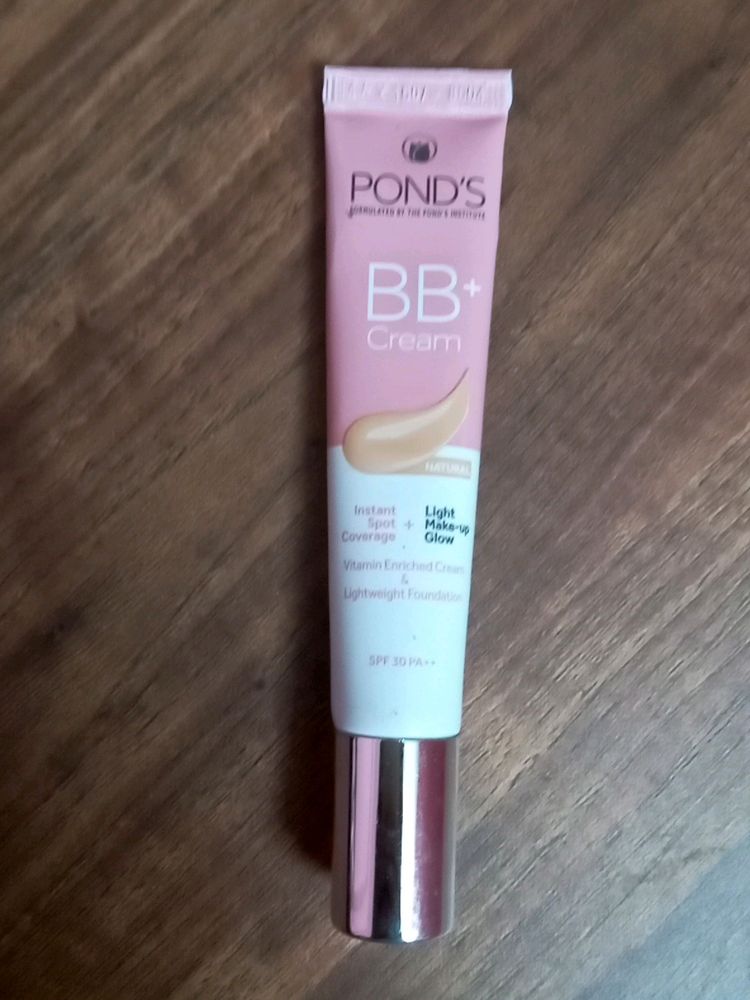 POND'S
FORMULATED BY THE POND'S INSTITUTE
BB+
Cream
NATURAL
Instant
Spot
Coverage
+
Light
Make-up
Glow
Vitamin Enriched Cream
&
Lightweight Foundation
SPF 30 PA++